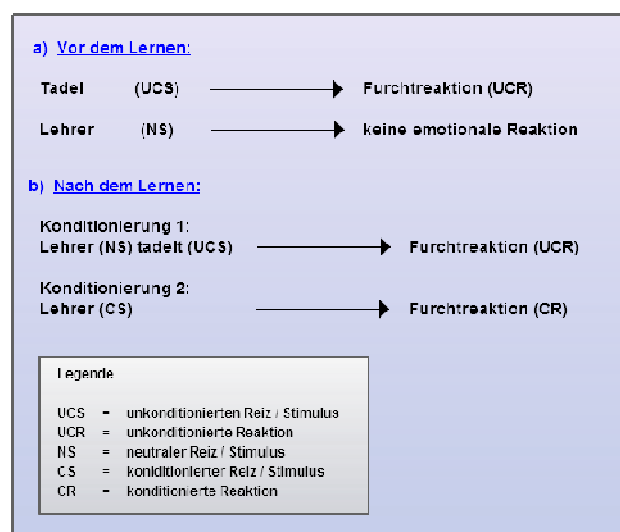 a) Vor dem Lernen:
Tadel (UCS) Furchtreaktion (UCR)
Lehrer (NS) keine emotionale Reaktion
b) Nach dem Lernen:
Konditionierung 1:
Lehrer (NS) tadelt (UCS) Furchtreaktion (UCR)
Konditionierung 2:
Lehrer (CS) Furchtreaktion (CR)
Legende
UCS = unkonditionierten Reiz / Stimulus
UCR = unkonditionierte Reaktion
NS = neutraler Reiz / Stimulus
CS = koniditionierter Reiz / Stimulus
CR = konditionierte Reaktion